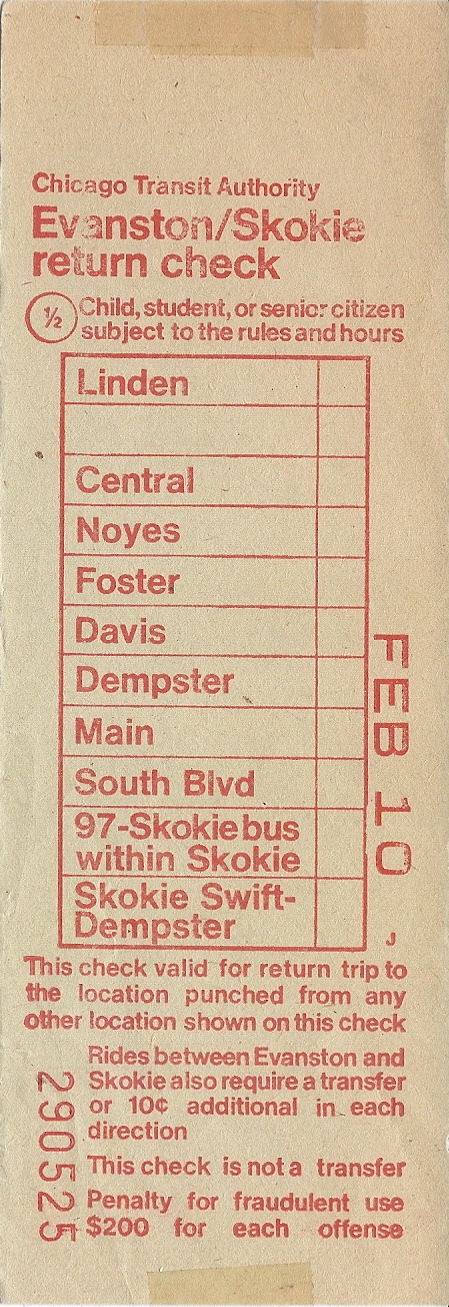 Chicago Transit Authority
Evanston/Skokie
return check
½ Child, student, or senior citizen
subject to the rules and hours
Linden
Central
Noyes
Foster
Davis
Dempster
Main
South Blvd
97-Skokie bus
within Skokie
Skokie Swift-
Dempster
FEB 10
J
This check valid for return trip to
the location punched from any
other location shown on this check
Rides between Evanston and
Skokie also require a transfer
or 10¢ additional in each
direction
This check is not a transfer
Penalty for fraudulent use
$200 for each offense
290525